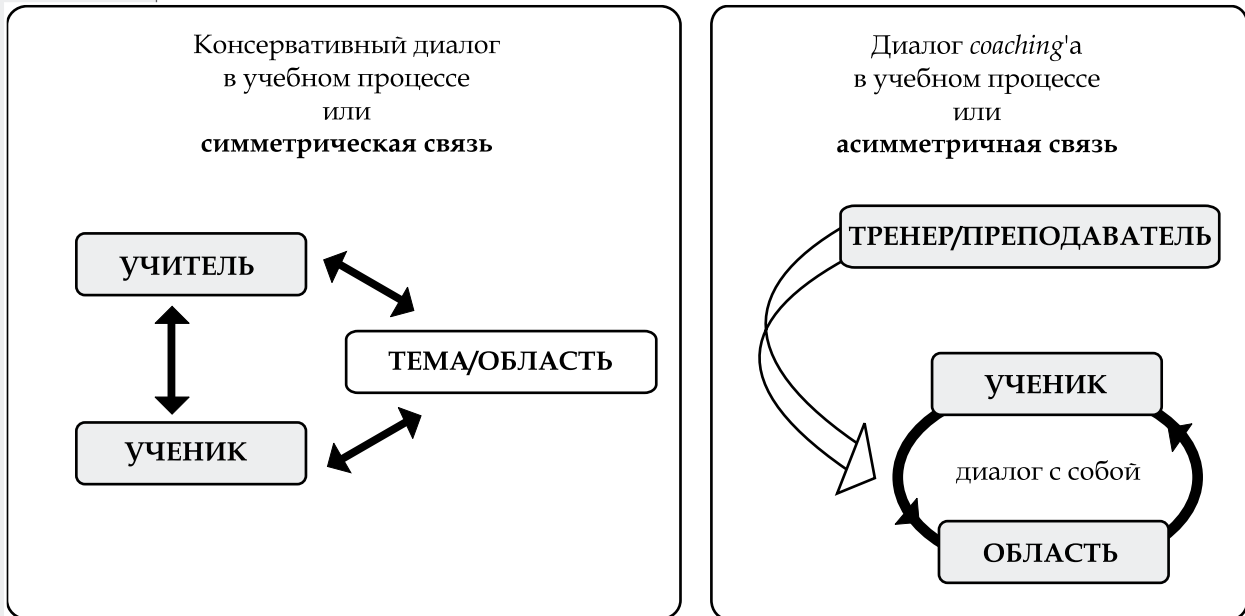 Консервативный диалог
в учебном процессе
или
симметрическая связь
УЧИТЕЛЬ
ТЕМА/ОБЛАСТЬ
УЧЕНИК
Диалог coaching'а
в учебном процессе
или
асимметричная связь
ТРЕНЕР/ПРЕПОДАВАТЕЛЬ
УЧЕНИК
диалог с собой
ОБЛАСТЬ